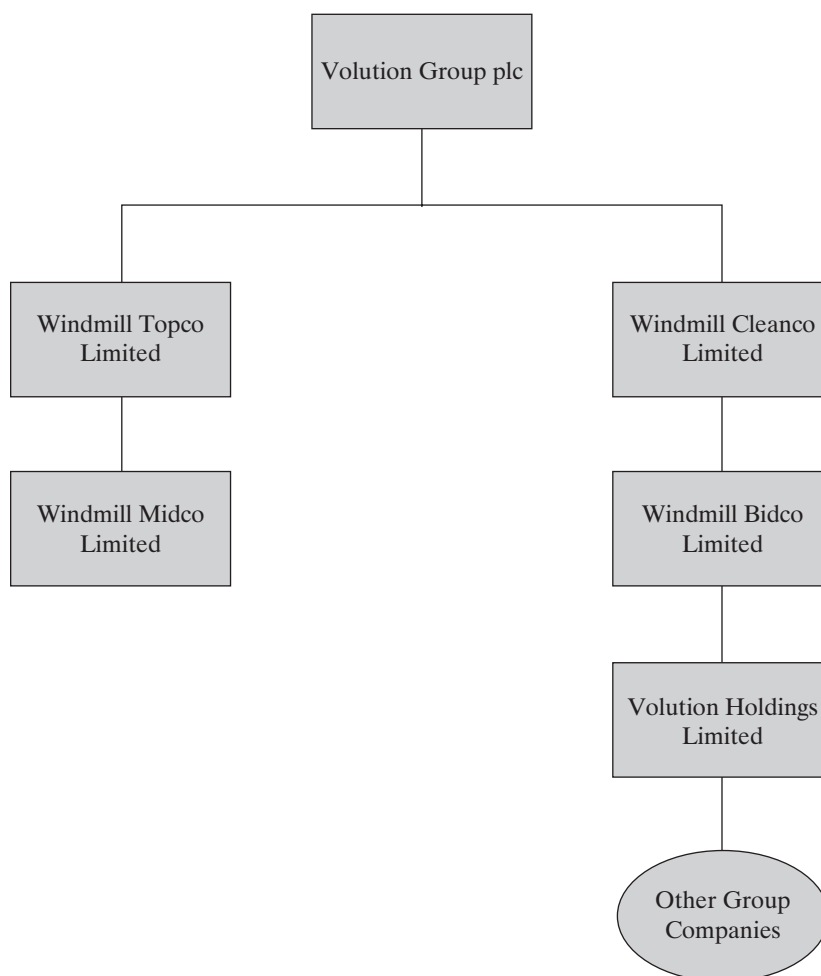 Volution Group plc
Windmill Topco
Limited
Windmill Cleanco
Limited
Windmill Midco
Limited
Windmill Bidco
Limited
Volution Holdings
Limited
Other Group
Companies